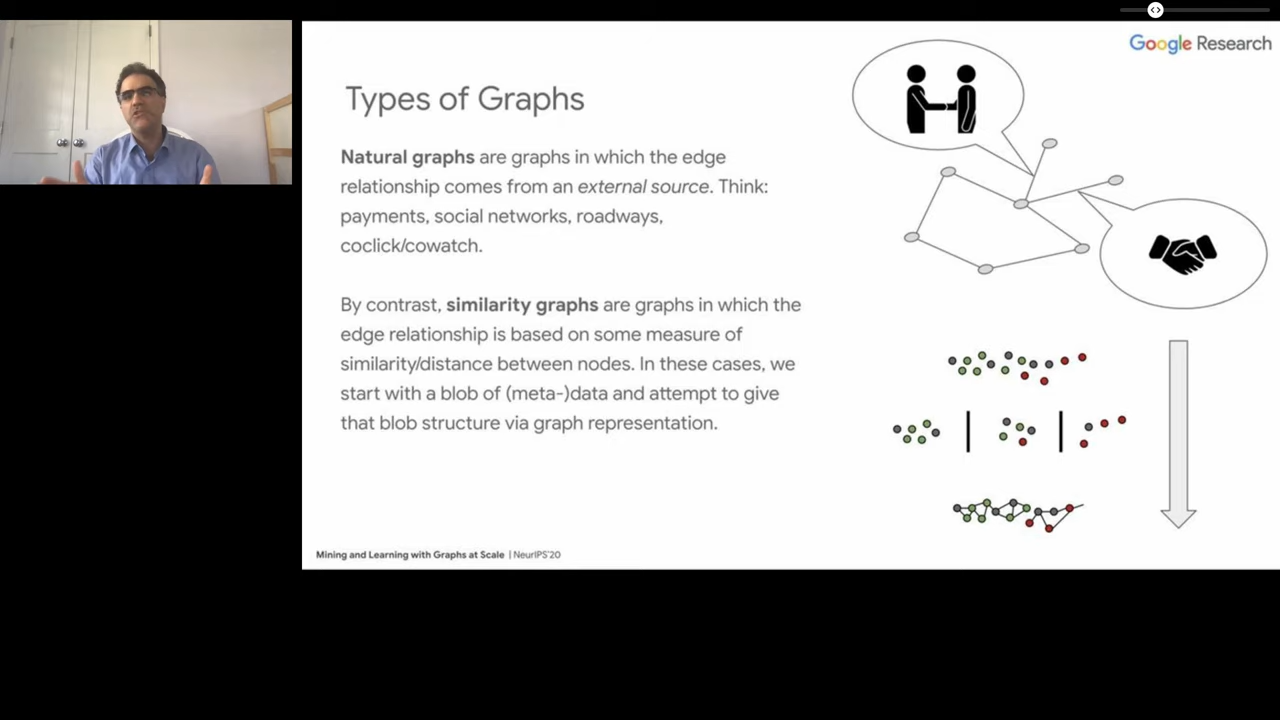 Google Research
Types of Graphs
Natural graphs are graphs in which the edge
relationship comes from an external source. Think:
payments, social networks, roadways,
coclick/cowatch.
By contrast, similarity graphs are graphs in which the
edge relationship is based on some measure of
similarity/distance between nodes. In these cases, we
start with a blob of (meta-)data and attempt to give
that blob structure via graph representation.
Mining and Learning with Graphs at Scale | NeurIPS'20